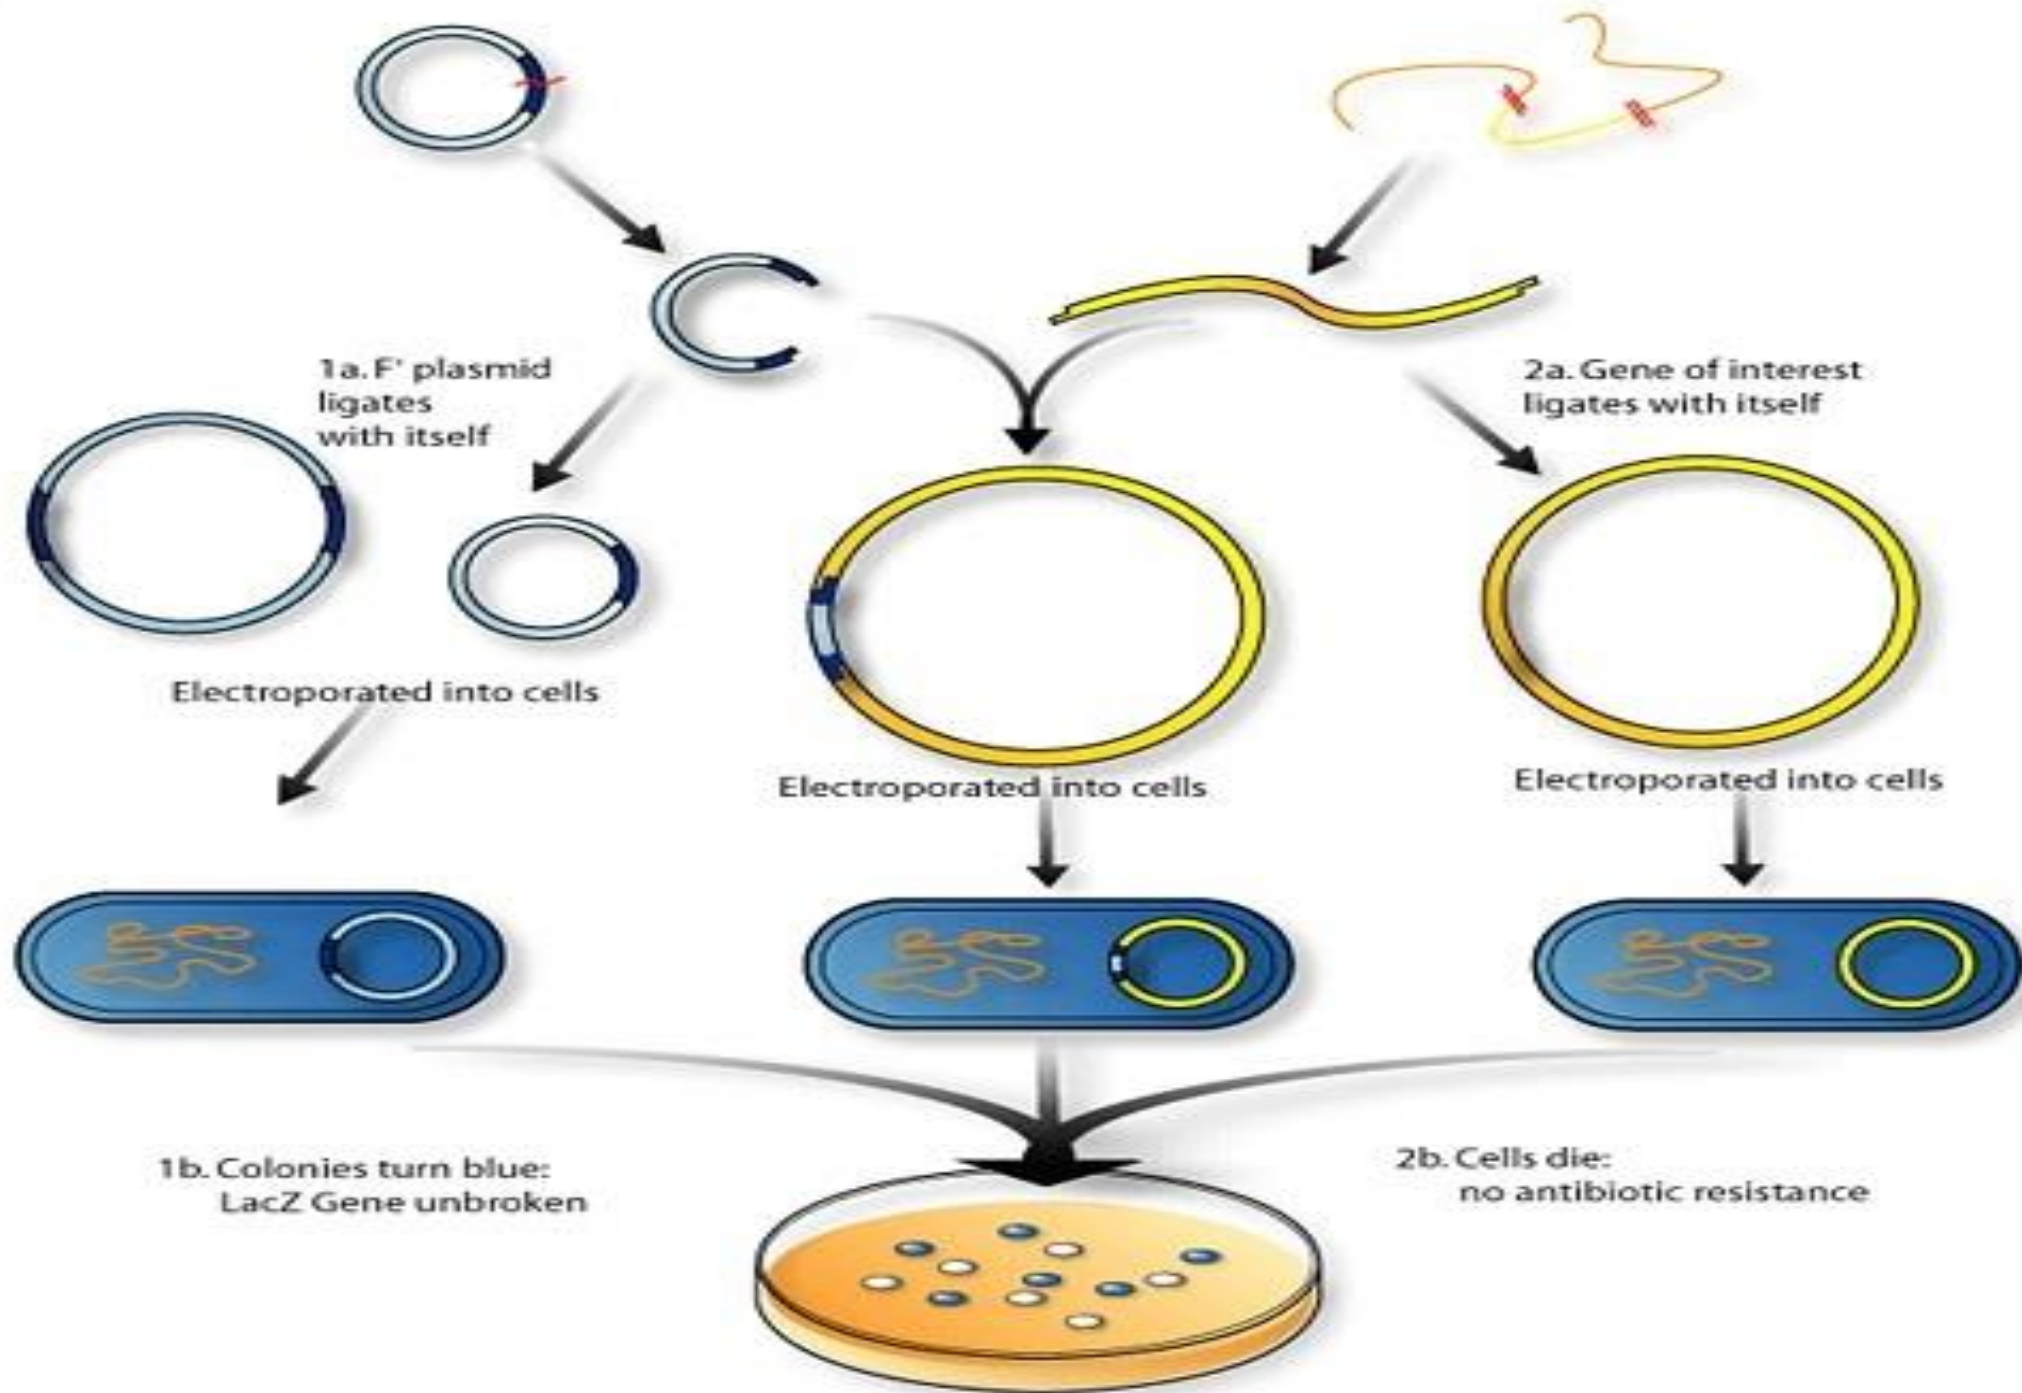 1a. F' plasmid
ligates
with itself
2a. Gene of interest
ligates with itself
Electroporated into cells
Electroporated into cells
Electroporated into cells
1b. Colonies turn blue:
LacZ Gene unbroken
2b. Cells die:
no antibiotic resistance